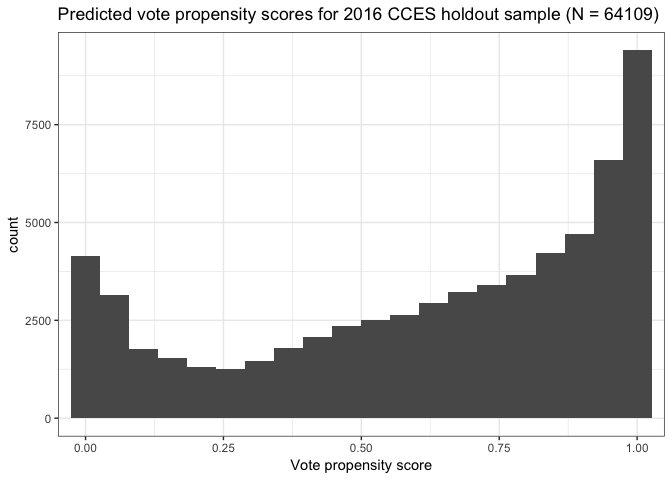 Predicted vote propensity scores for 2016 CCES holdout sample (N = 64109)
7500
5000
2500
0
count
0.00 0.25 0.50 0.75 1.00
Vote propensity score